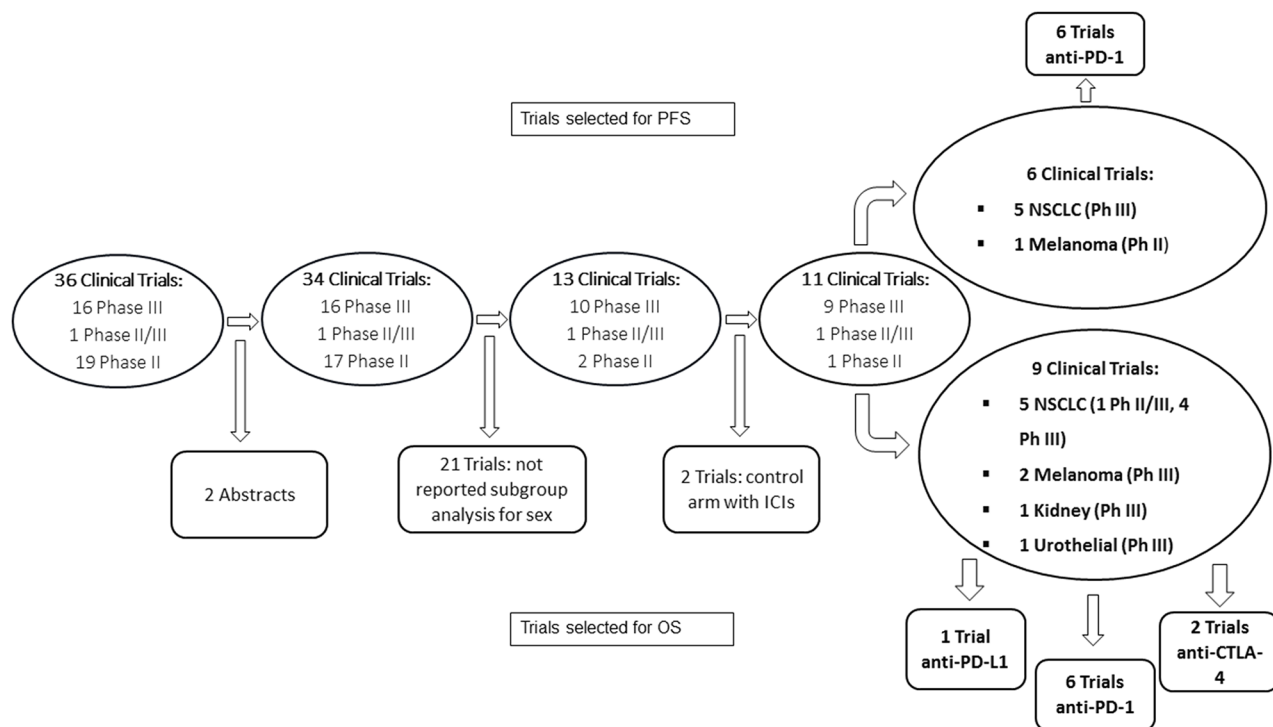 6 Trials
anti-PD-1
Trials selected for PFS
6 Clinical Trials:
▪ 5 NSCLC (Ph III)
▪ 1 Melanoma (Ph II)
36 Clinical Trials:
16 Phase III
1 Phase II/III
19 Phase II
34 Clinical Trials:
16 Phase III
1 Phase II/III
17 Phase II
13 Clinical Trials:
10 Phase III
1 Phase II/III
2 Phase II
11 Clinical Trials:
9 Phase III
1 Phase II/III
1 Phase II
2 Abstracts
21 Trials: not
reported subgroup
analysis for sex
2 Trials: control
arm with ICIs
9 Clinical Trials:
▪ 5 NSCLC (1 Ph II/III, 4
Ph III)
▪ 2 Melanoma (Ph III)
▪ 1 Kidney (Ph III)
▪ 1 Urothelial (Ph III)
Trials selected for OS
1 Trial
anti-PD-L1
6 Trials
anti-PD-1
2 Trials
anti-CTLA-
4